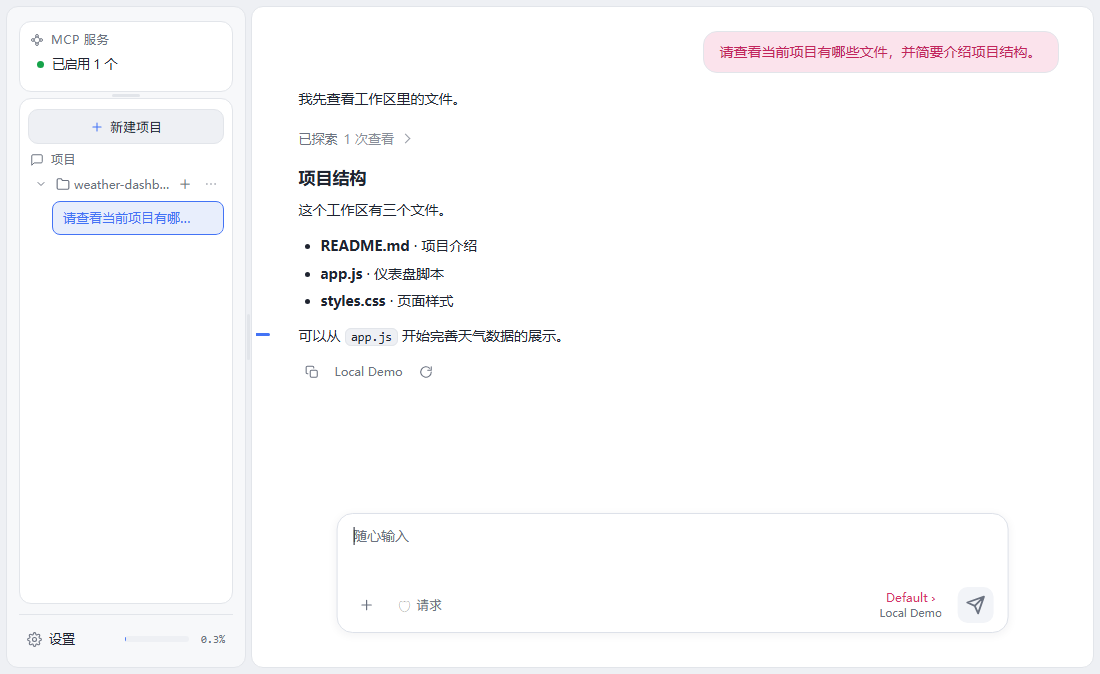 MCP 服务
已启用 1 个
+ 新建项目
项目
weather-dashb... + ···
请查看当前项目有哪...
设置
0.3%
请查看当前项目有哪些文件，并简要介绍项目结构。
我先查看工作区里的文件。
已探索 1 次查看 >
项目结构
这个工作区有三个文件。
• README.md · 项目介绍
• app.js · 仪表盘脚本
• styles.css · 页面样式
可以从 app.js 开始完善天气数据的展示。
Local Demo
随心输入
+ 请求
Default ›
Local Demo